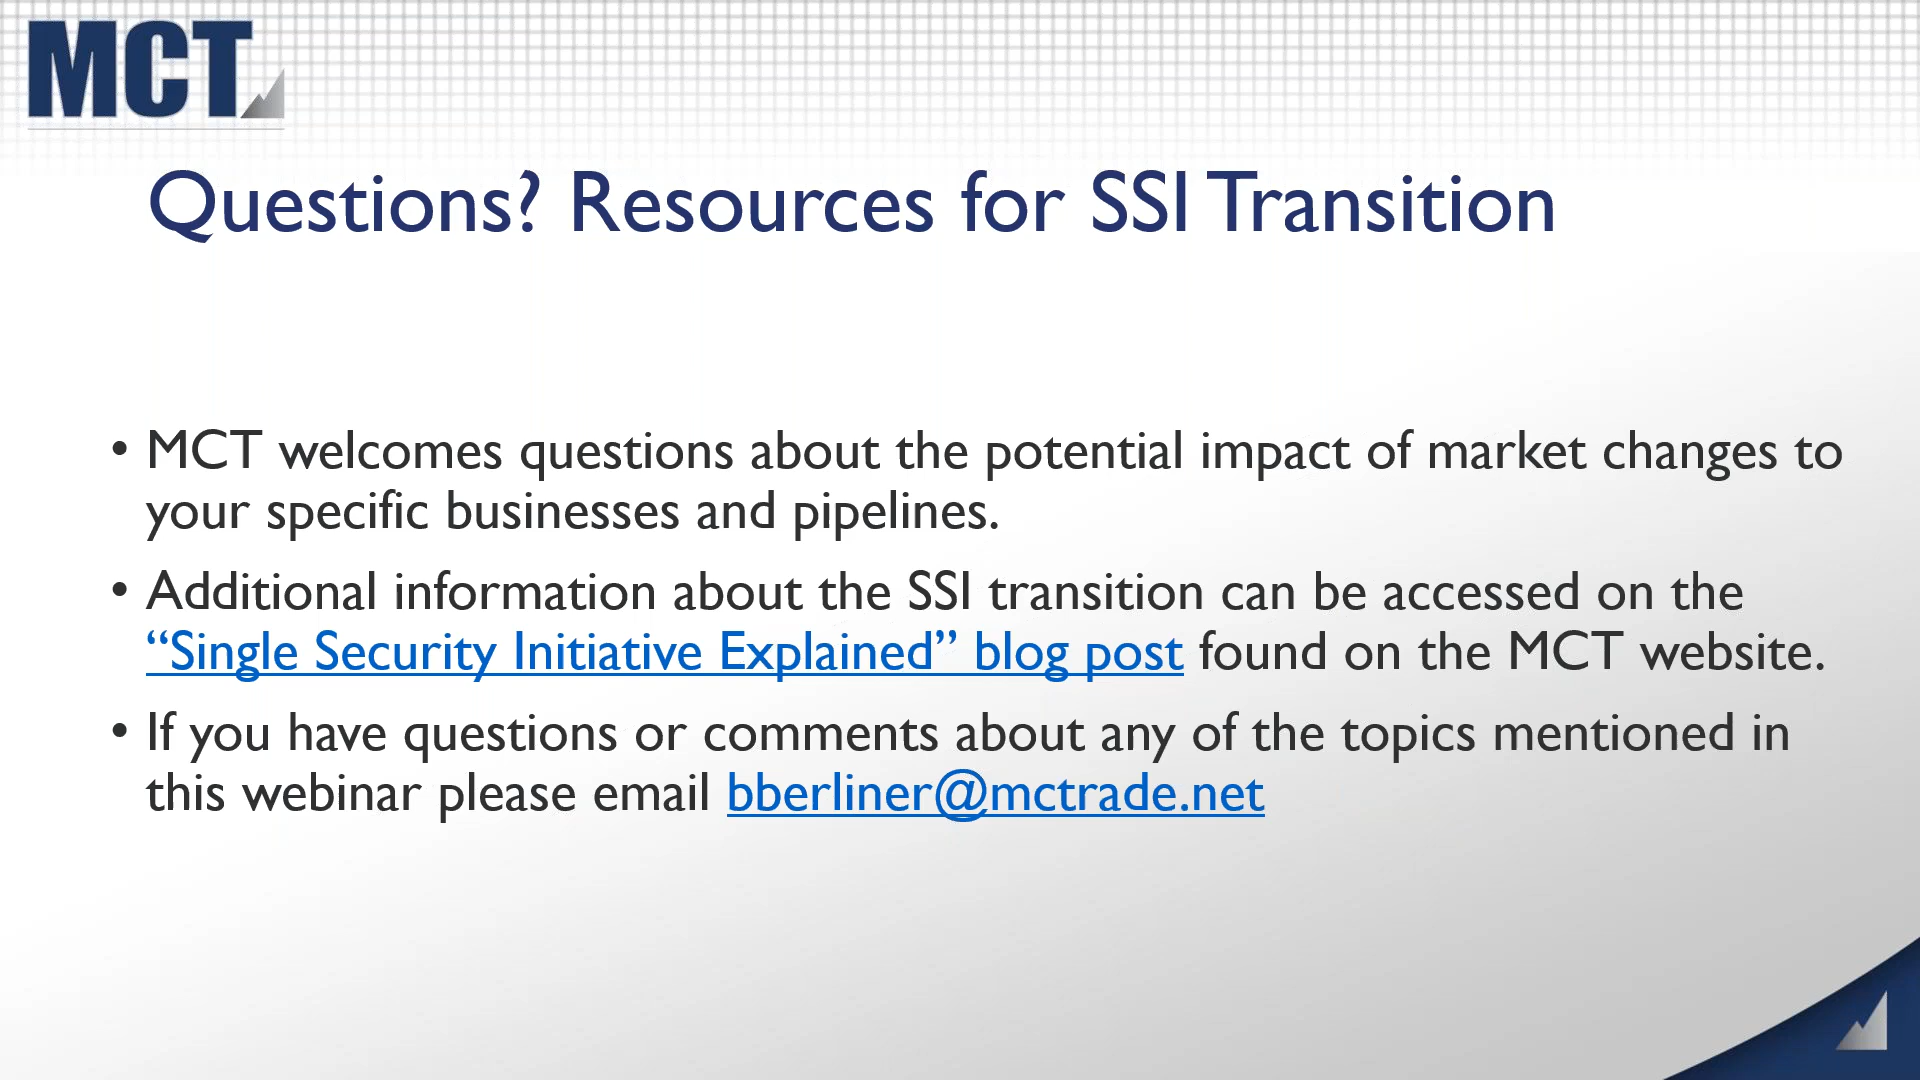 MCT
Questions? Resources for SSI Transition
• MCT welcomes questions about the potential impact of market changes to
your specific businesses and pipelines.
• Additional information about the SSI transition can be accessed on the
“Single Security Initiative Explained” blog post found on the MCT website.
• If you have questions or comments about any of the topics mentioned in
this webinar please email bberliner@mctrade.net